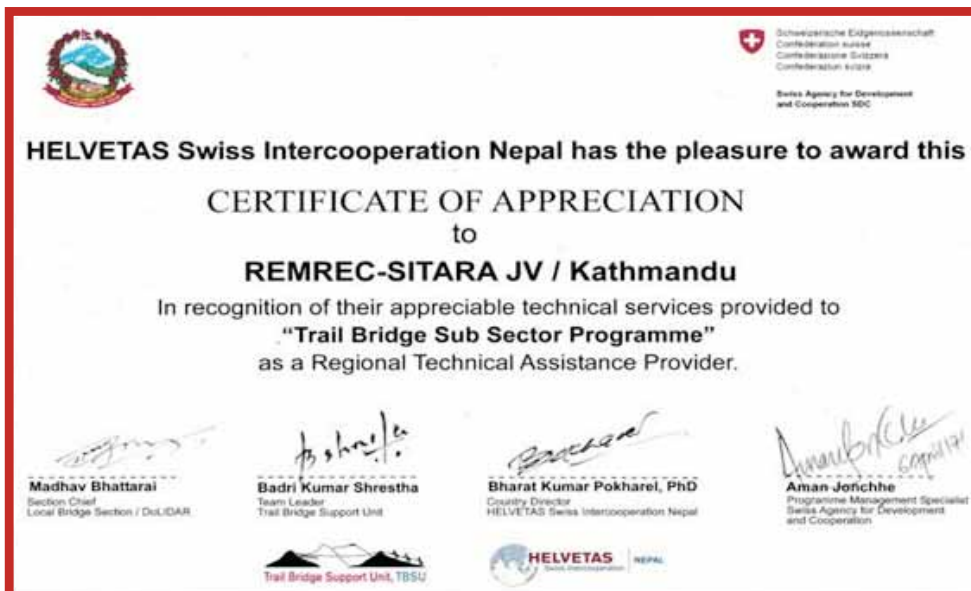 Schweizerische Eidgenossenschaft
Confédération suisse
Confederazione Svizzera
Confederaziun svizra
Swiss Agency for Development
and Cooperation SDC
HELVETAS Swiss Intercooperation Nepal has the pleasure to award this
CERTIFICATE OF APPRECIATION
to
REMREC-SITARA JV / Kathmandu
In recognition of their appreciable technical services provided to
“Trail Bridge Sub Sector Programme”
as a Regional Technical Assistance Provider.
Madhav Bhattarai
Section Chief
Local Bridge Section / DoLIDAR
Badri Kumar Shrestha
Team Leader
Trail Bridge Support Unit
Bharat Kumar Pokharel, PhD
Country Director
HELVETAS Swiss Intercooperation Nepal
Aman Jonchhe
Programme Management Specialist
Swiss Agency for Development
and Cooperation
Trail Bridge Support Unit, TBSU
HELVETAS NEPAL
Swiss Intercooperation